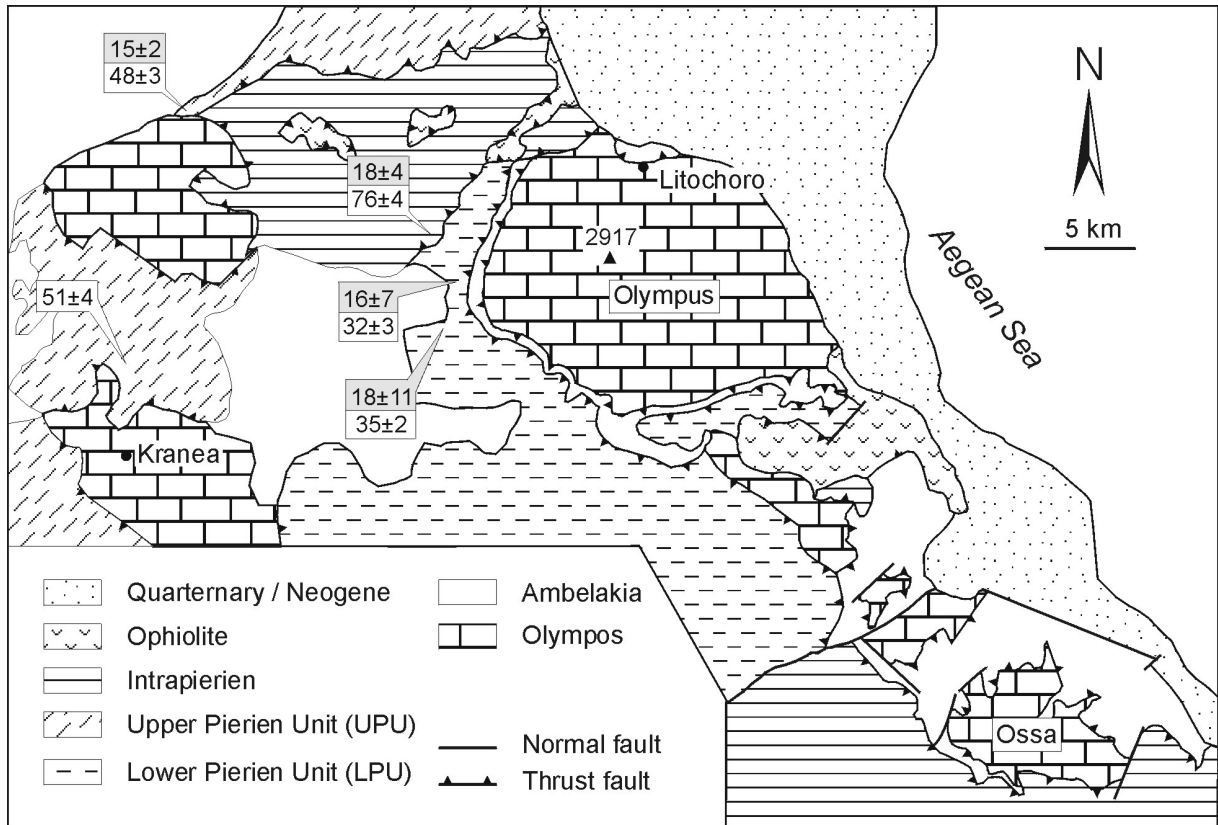 15±2
48±3
N
18±4
76±4
Litochoro
5 km
2917
Aegean Sea
51±4
16±7
32±3
Olympus
18±11
35±2
Kranea
Quarternary / Neogene
Ophiolite
Intrapierien
Upper Pierien Unit (UPU)
Lower Pierien Unit (LPU)
Ambelakia
Olympos
Normal fault
Thrust fault
Ossa